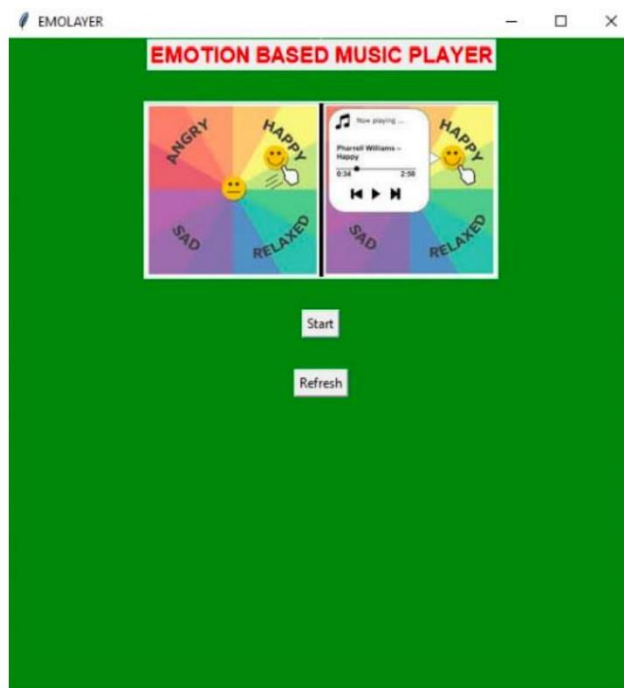 EMOLAYER
EMOTION BASED MUSIC PLAYER
ANGRY
HAPPY
SAD
RELAXED
Now playing ...
Pharrell Williams –
Happy
0:34 2:50
HAPPY
SAD
RELAXED
Start
Refresh